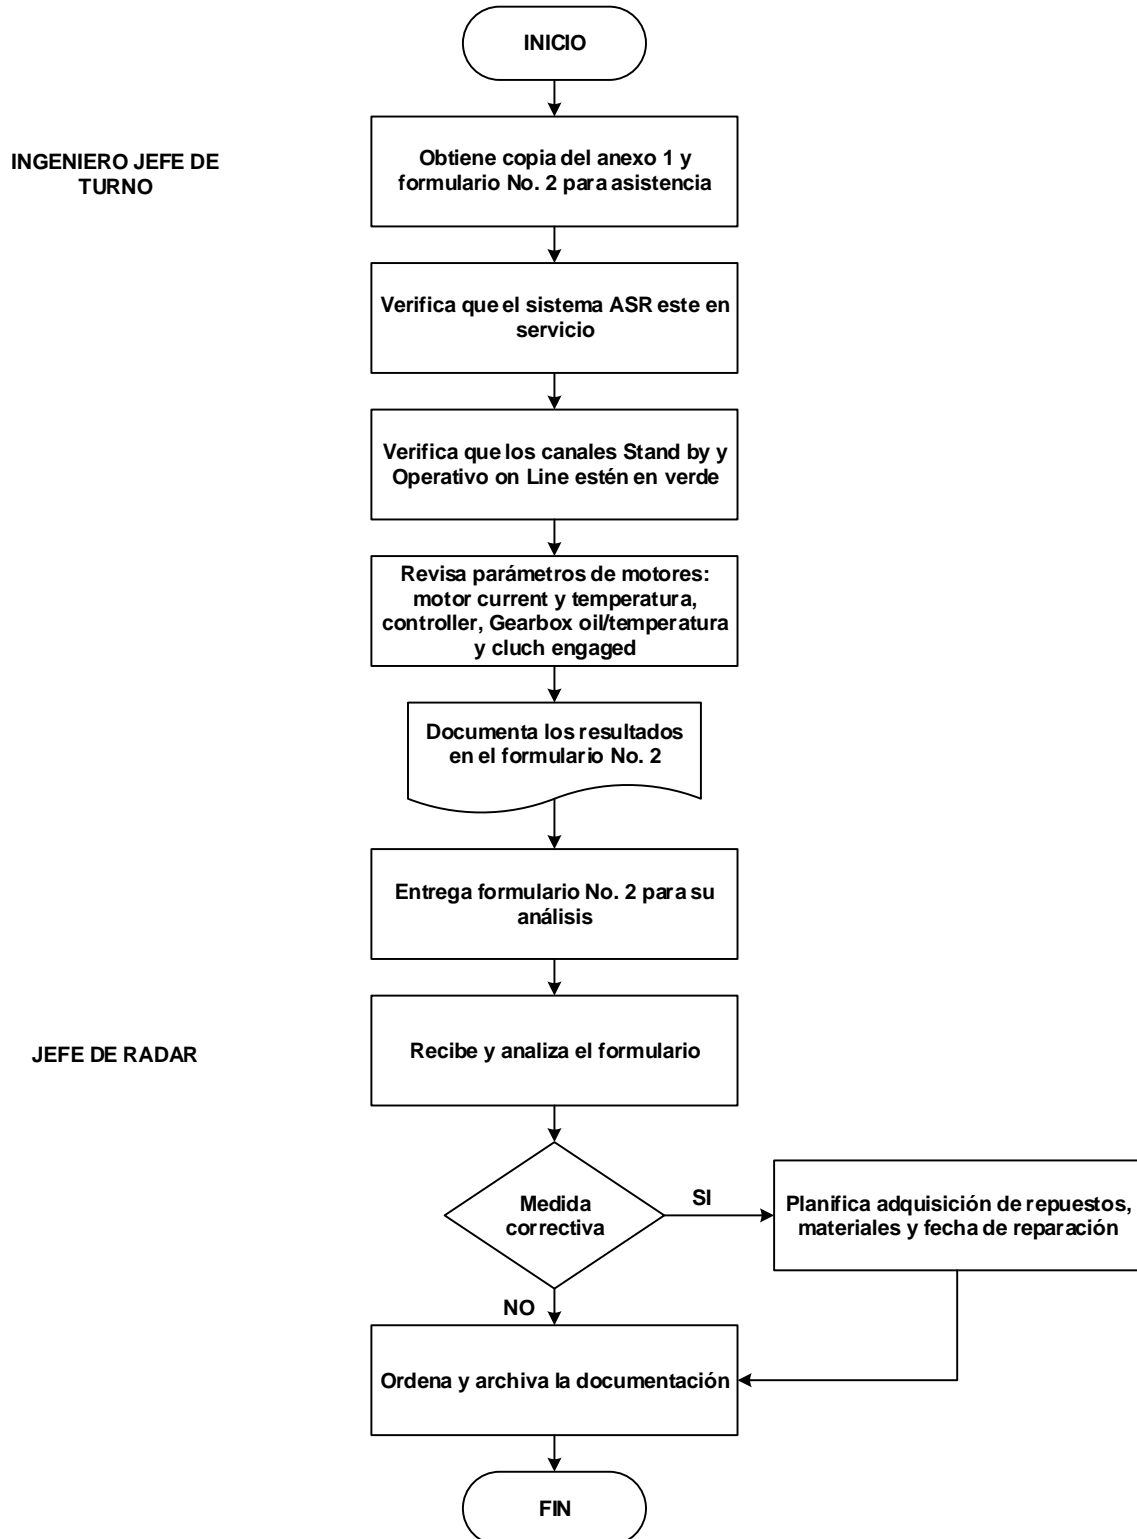 INICIO
INGENIERO JEFE DE
TURNO
Obtiene copia del anexo 1 y
formulario No. 2 para asistencia
Verifica que el sistema ASR este en
servicio
Verifica que los canales Stand by y
Operativo on Line estén en verde
Revisa parámetros de motores:
motor current y temperatura,
controller, Gearbox oil/temperatura
y cluch engaged
Documenta los resultados
en el formulario No. 2
Entrega formulario No. 2 para su
análisis
JEFE DE RADAR
Recibe y analiza el formulario
Medida
correctiva
SI
Planifica adquisición de repuestos,
materiales y fecha de reparación
NO
Ordena y archiva la documentación
FIN